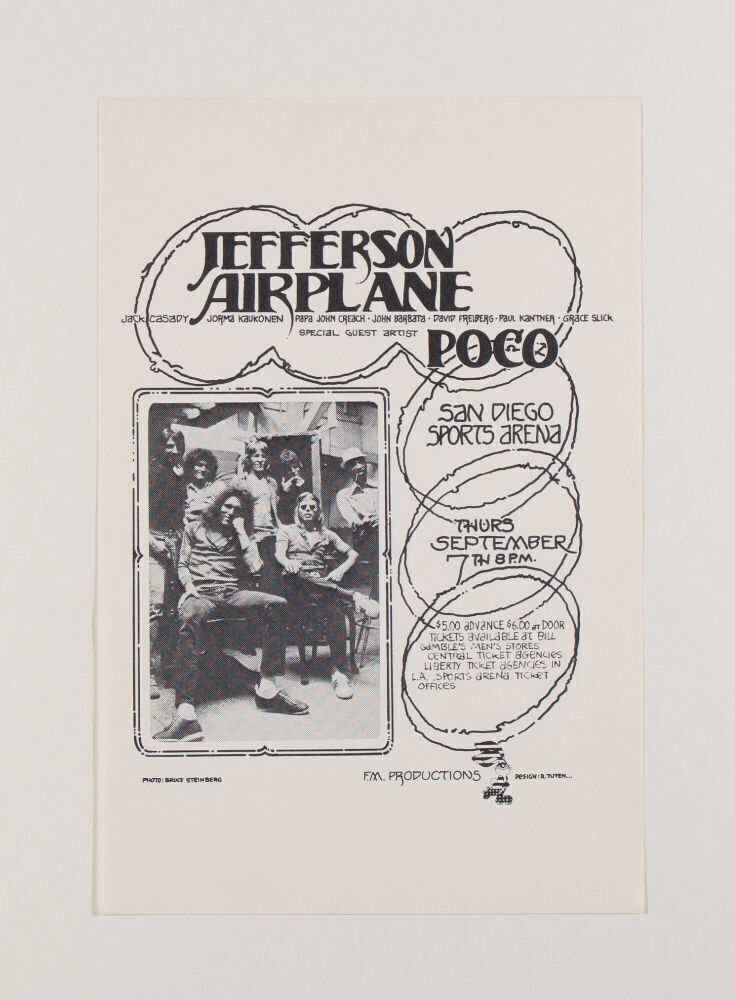 JEFFERSON
AIRPLANE
JACK CASADY JORMA KAUKONEN PAPA JOHN CREACH · JOHN BARBATA · DAVID FREIBERG · PAUL KANTNER · GRACE SLICK
SPECIAL GUEST ARTIST
POCO
SAN DIEGO
SPORTS ARENA
THURS
SEPTEMBER
7TH 8 P.M.
$5.00 ADVANCE $6.00 AT DOOR
TICKETS AVAILABLE AT BILL
GAMBLE'S MEN'S STORES
CENTRAL TICKET AGENCIES
LIBERTY TICKET AGENCIES IN
L.A., SPORTS ARENA TICKET
OFFICES
PHOTO: BRUCE STEINBERG
F.M. PRODUCTIONS
DESIGN: R. TUTEN...